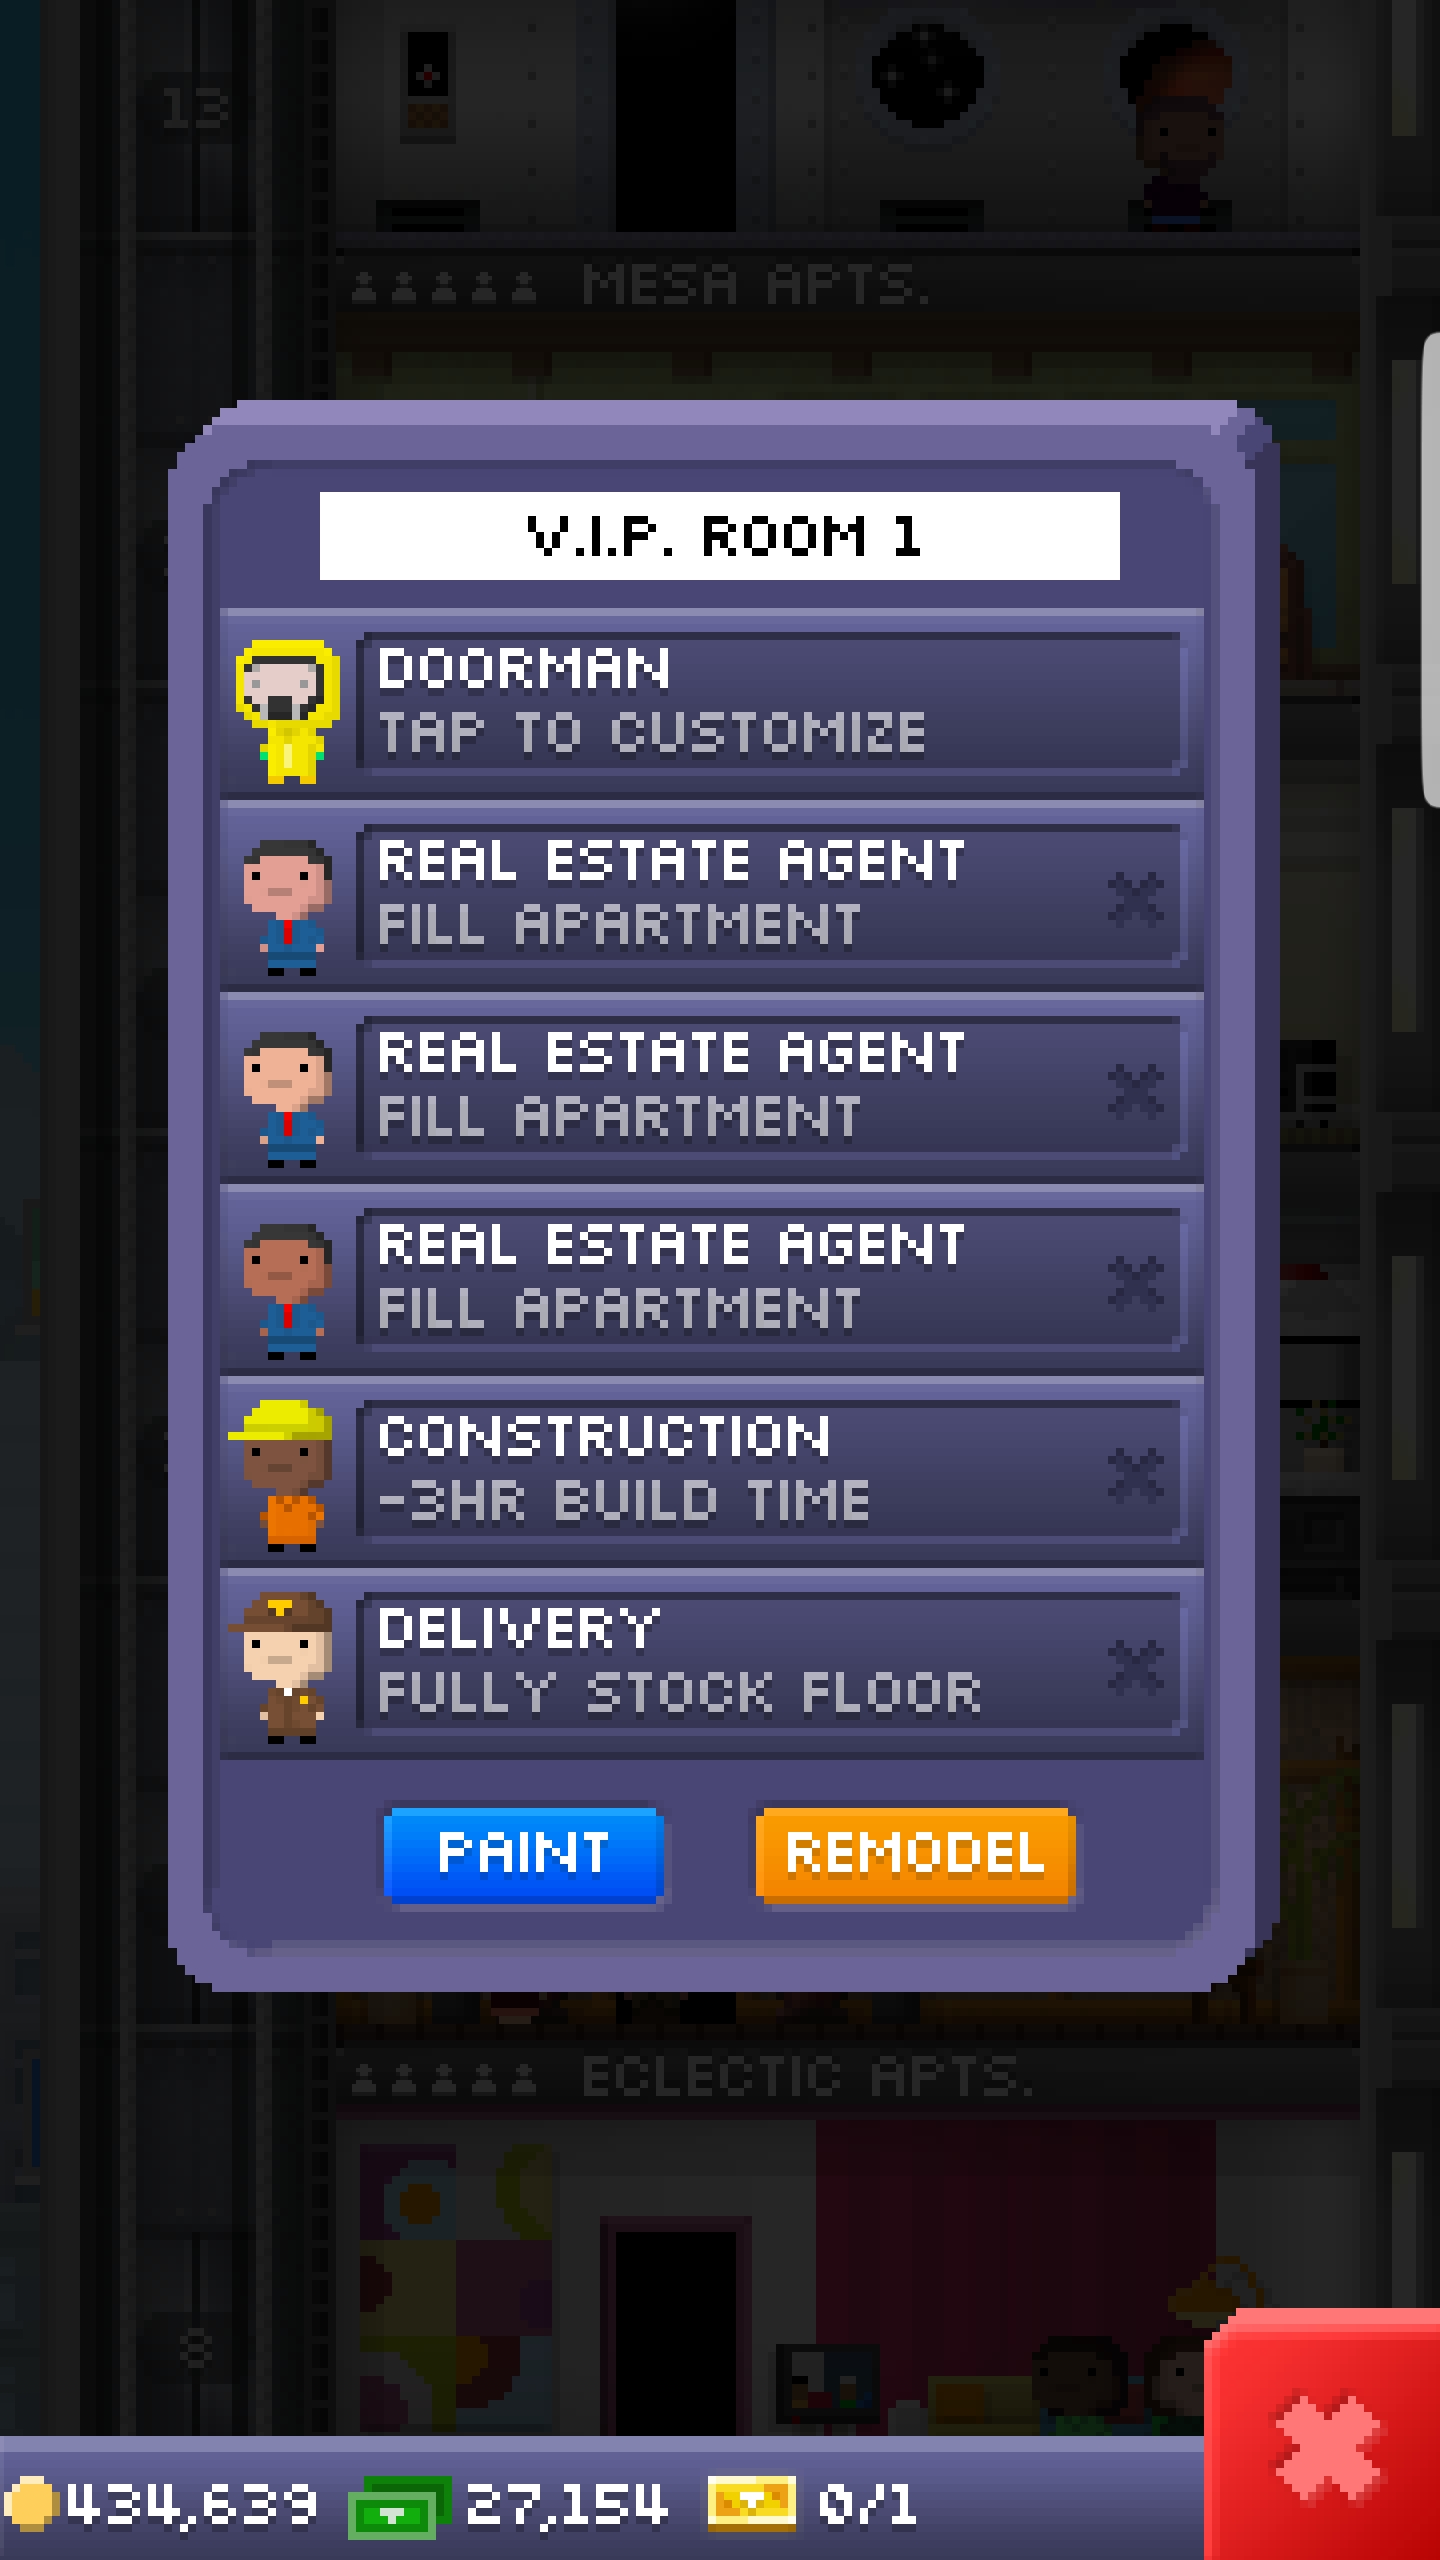 13
MESA APTS.
V.I.P. ROOM 1
DOORMAN
TAP TO CUSTOMIZE
REAL ESTATE AGENT
FILL APARTMENT
REAL ESTATE AGENT
FILL APARTMENT
REAL ESTATE AGENT
FILL APARTMENT
CONSTRUCTION
-3HR BUILD TIME
DELIVERY
FULLY STOCK FLOOR
PAINT REMODEL
ECLECTIC APTS.
8
434,639 27,154 0/1